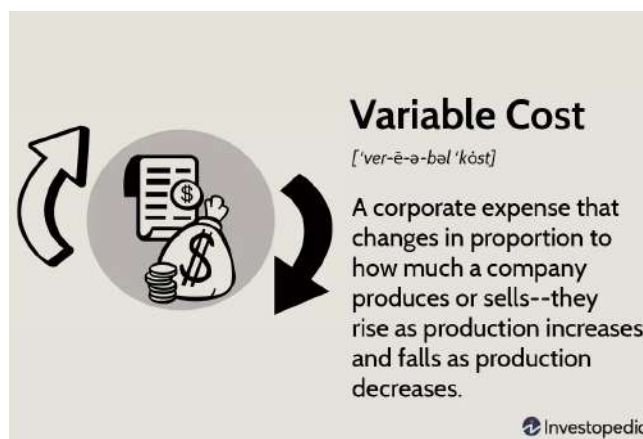 Variable Cost
['ver-ē-ə-bəl 'kȯst]
A corporate expense that
changes in proportion to
how much a company
produces or sells--they
rise as production increases
and falls as production
decreases.
$
$
Investopedia